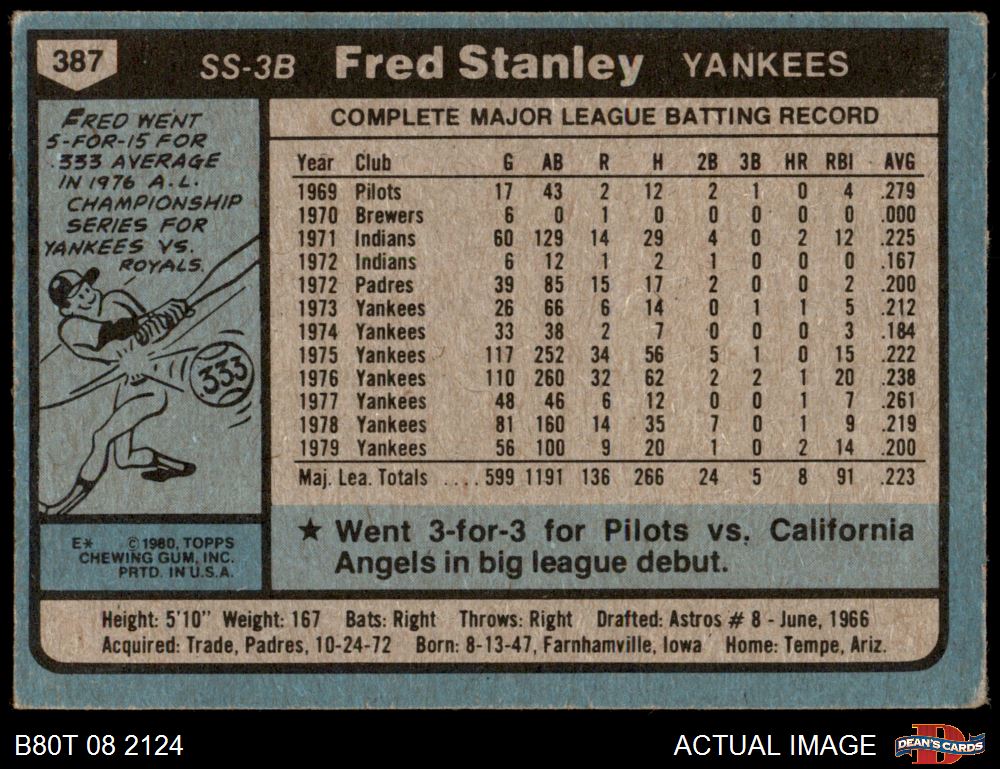 387 SS-3B Fred Stanley YANKEES
FRED WENT
5-FOR-15 FOR
.333 AVERAGE
IN 1976 A.L.
CHAMPIONSHIP
SERIES FOR
YANKEES VS.
ROYALS.
333
E* © 1980, TOPPS
CHEWING GUM, INC.
PRTD. IN U.S.A.
COMPLETE MAJOR LEAGUE BATTING RECORD
Year Club G AB R H 2B 3B HR RBI AVG
1969 Pilots 17 43 2 12 2 1 0 4 .279
1970 Brewers 6 0 1 0 0 0 0 0 .000
1971 Indians 60 129 14 29 4 0 2 12 .225
1972 Indians 6 12 1 2 1 0 0 0 .167
1972 Padres 39 85 15 17 2 0 0 2 .200
1973 Yankees 26 66 6 14 0 1 1 5 .212
1974 Yankees 33 38 2 7 0 0 0 3 .184
1975 Yankees 117 252 34 56 5 1 0 15 .222
1976 Yankees 110 260 32 62 2 2 1 20 .238
1977 Yankees 48 46 6 12 0 0 1 7 .261
1978 Yankees 81 160 14 35 7 0 1 9 .219
1979 Yankees 56 100 9 20 1 0 2 14 .200
Maj. Lea. Totals .... 599 1191 136 266 24 5 8 91 .223
★ Went 3-for-3 for Pilots vs. California
Angels in big league debut.
Height: 5'10" Weight: 167 Bats: Right Throws: Right Drafted: Astros # 8 - June, 1966
Acquired: Trade, Padres, 10-24-72 Born: 8-13-47, Farnhamville, Iowa Home: Tempe, Ariz.
B80T 08 2124 ACTUAL IMAGE D DEAN'S CARDS